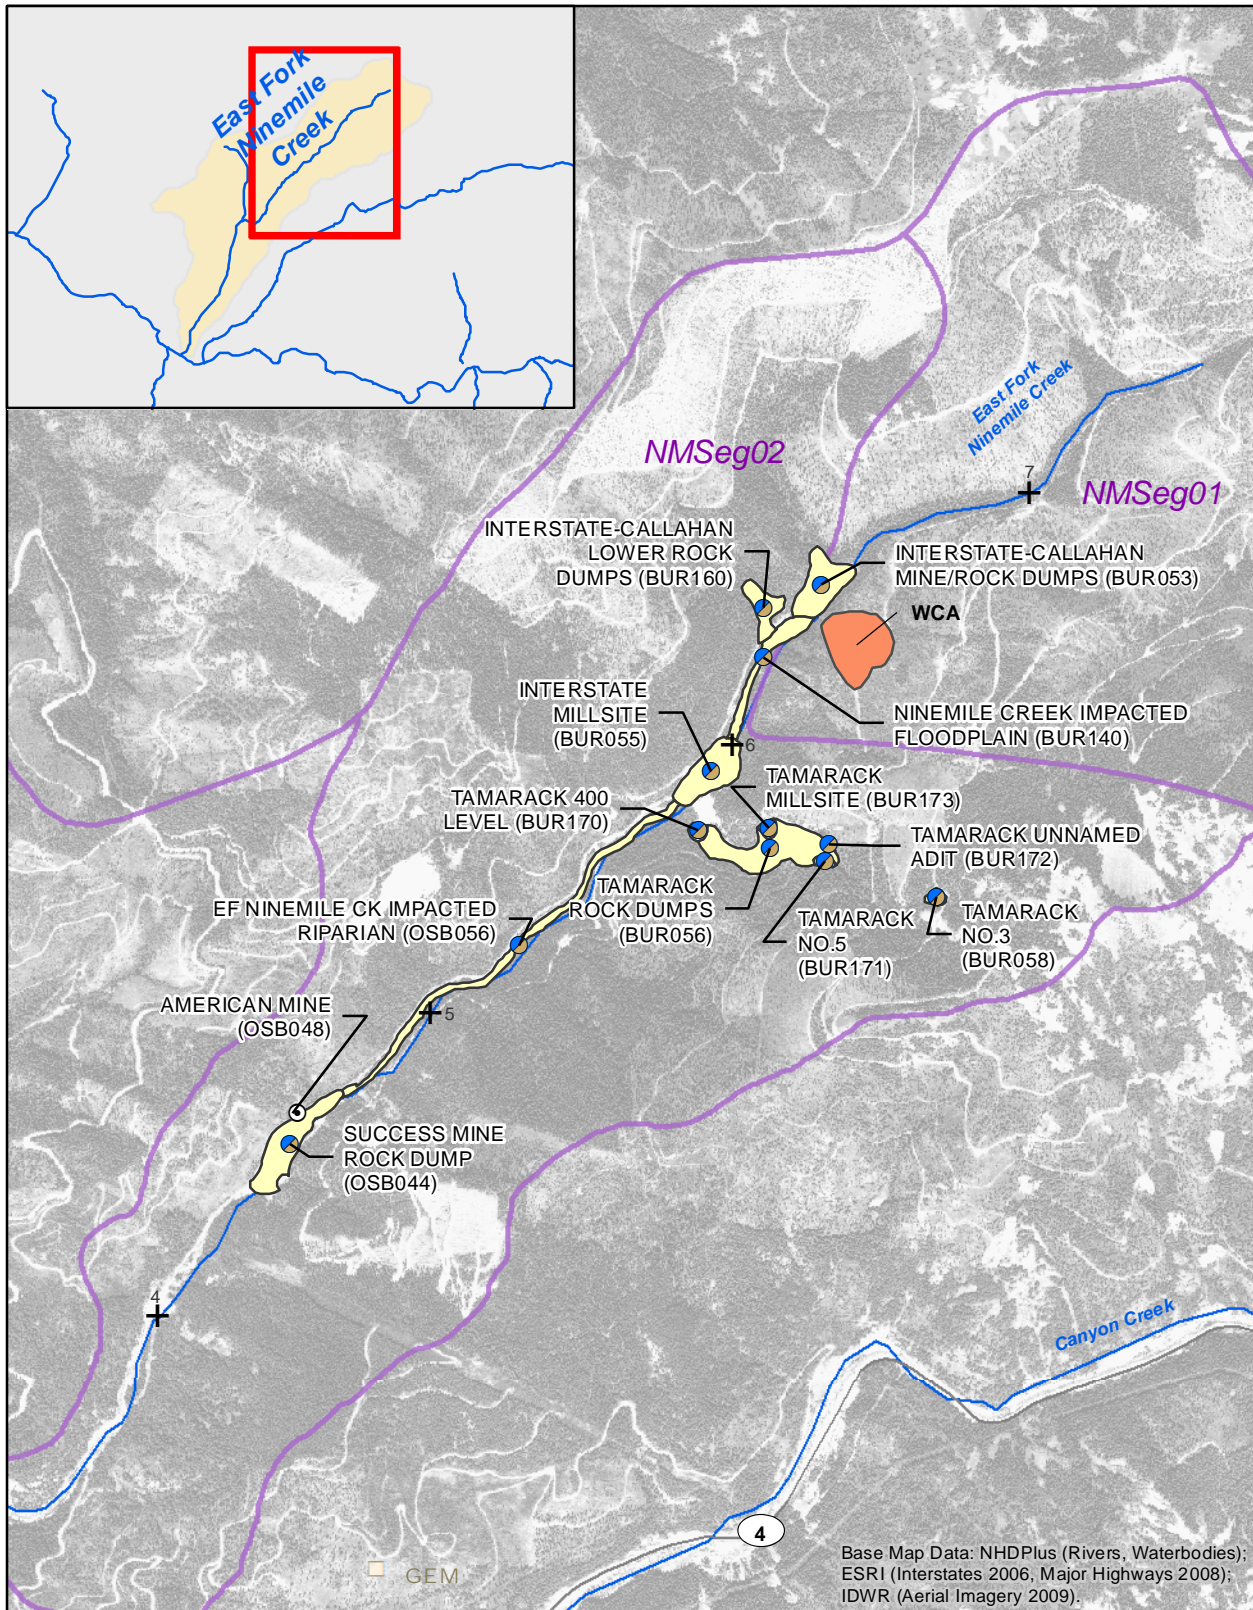 East Fork
Ninemile
Creek
East Fork
Ninemile Creek
NMSeg02
7
NMSeg01
INTERSTATE-CALLAHAN
LOWER ROCK
DUMPS (BUR160)
INTERSTATE-CALLAHAN
MINE/ROCK DUMPS (BUR053)
WCA
INTERSTATE
MILLSITE
(BUR055)
NINEMILE CREEK IMPACTED
FLOODPLAIN (BUR140)
6
TAMARACK
MILLSITE (BUR173)
TAMARACK 400
LEVEL (BUR170)
TAMARACK UNNAMED
ADIT (BUR172)
TAMARACK
ROCK DUMPS
(BUR056)
TAMARACK
NO.5
(BUR171)
TAMARACK
NO.3
(BUR058)
EF NINEMILE CK IMPACTED
RIPARIAN (OSB056)
AMERICAN MINE
(OSB048)
5
SUCCESS MINE
ROCK DUMP
(OSB044)
4
Canyon Creek
4
GEM
Base Map Data: NHDPlus (Rivers, Waterbodies);
ESRI (Interstates 2006, Major Highways 2008);
IDWR (Aerial Imagery 2009).